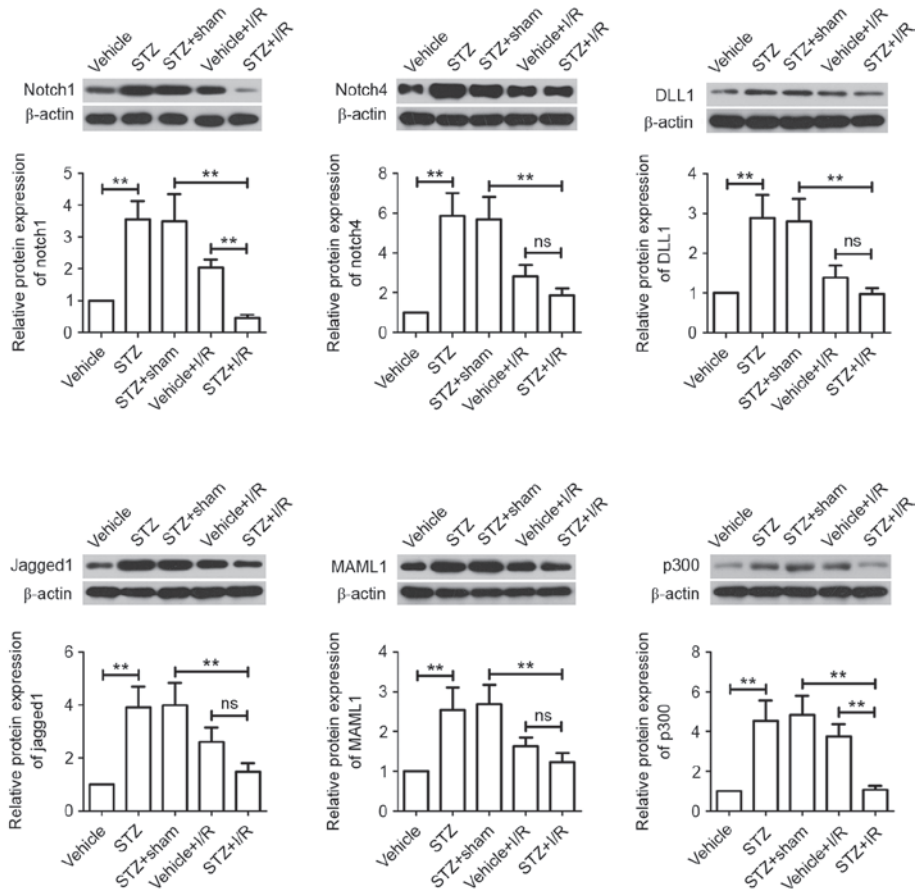 Vehicle STZ STZ+sham Vehicle+I/R STZ+I/R
Notch1
β-actin
Relative protein expression
of notch1
5
4
3
2
1
0
** ** **
Vehicle STZ STZ+sham Vehicle+I/R STZ+I/R
Vehicle STZ STZ+sham Vehicle+I/R STZ+I/R
Notch4
β-actin
Relative protein expression
of notch4
8
6
4
2
0
** ** ns
Vehicle STZ STZ+sham Vehicle+I/R STZ+I/R
Vehicle STZ STZ+sham Vehicle+I/R STZ+I/R
DLL1
β-actin
Relative protein expression
of DLL1
4
3
2
1
0
** ** ns
Vehicle STZ STZ+sham Vehicle+I/R STZ+I/R
Vehicle STZ STZ+sham Vehicle+I/R STZ+I/R
Jagged1
β-actin
Relative protein expression
of jagged1
6
4
2
0
** ** ns
Vehicle STZ STZ+sham Vehicle+I/R STZ+I/R
Vehicle STZ STZ+sham Vehicle+I/R STZ+I/R
MAML1
β-actin
Relative protein expression
of MAML1
4
3
2
1
0
** ** ns
Vehicle STZ STZ+sham Vehicle+I/R STZ+I/R
Vehicle STZ STZ+sham Vehicle+I/R STZ+I/R
p300
β-actin
Relative protein expression
of p300
8
6
4
2
0
** ** **
Vehicle STZ STZ+sham Vehicle+I/R STZ+IR